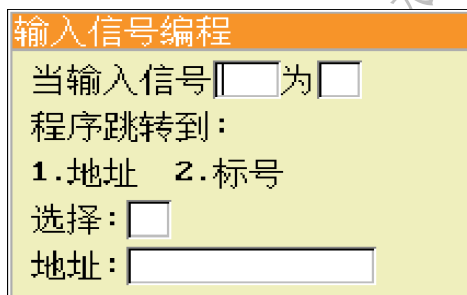 输入信号编程
当输入信号 为
程序跳转到:
1.地址 2.标号
选择:
地址: